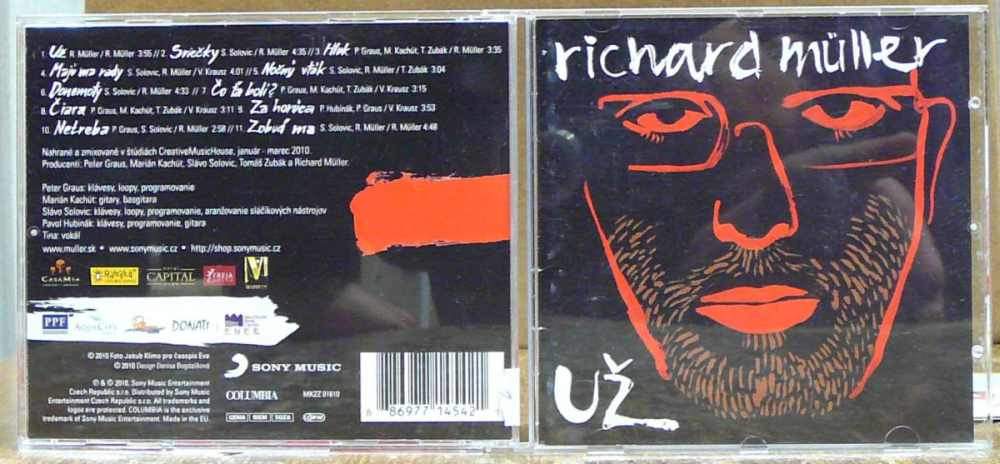 1. Už R. Müller / R. Müller 3:55 // 2. Sviečky S. Solovic / R. Müller 4:35 // 3. Hlok P. Graus, M. Kachút, T. Zubák / R. Müller 3:35
4. Majú ma rady S. Solovic, R. Müller / V. Krausz 4:01 // 5. Nočný vták S. Solovic, R. Müller / T. Zubák 3:04
6. Donemoty S. Solovic / R. Müller 4:33 // 7. Čo ťa bolí? P. Graus, M. Kachút, T. Zubák / V. Krausz 3:15
8. Čiara P. Graus, M. Kachút, T. Zubák / V. Krausz 3:11 // 9. Za horúca P. Hubinák, P. Graus / V. Krausz 3:53
10. Netreba P. Graus, S. Solovic / R. Müller 2:58 // 11. Zobuď ma S. Solovic, R. Müller / R. Müller 4:48
Nahrané a zmixované v štúdiách CreativeMusicHouse, január - marec 2010.
Producenti: Peter Graus, Marián Kachút, Slávo Solovic, Tomáš Zubák a Richard Müller.
Peter Graus: klávesy, loopy, programovanie
Marián Kachút: gitary, basgitara
Slávo Solovic: klávesy, loopy, programovanie, aranžovanie sláčikových nástrojov
Pavol Hubinák: klávesy, programovanie, gitara
Tina: vokál
www.muller.sk • www.sonymusic.cz • http://shop.sonymusic.cz
CASAMIA
CAPITAL
PPF
DONATI
© 2010 Foto Jakub Klimo pro časopis Eva
© 2010 Design Danisa Bogdalíková
℗ & © 2010, Sony Music Entertainment
Czech Republic s.r.o. Distributed by Sony Music
Entertainment Czech Republic s.r.o. All trademarks and
logos are protected. COLUMBIA is the exclusive
trademark of Sony Music Entertainment. Made in the EU.
SONY MUSIC
COLUMBIA
MK2Z 01610
8 86977 14542
richard müller
UŽ